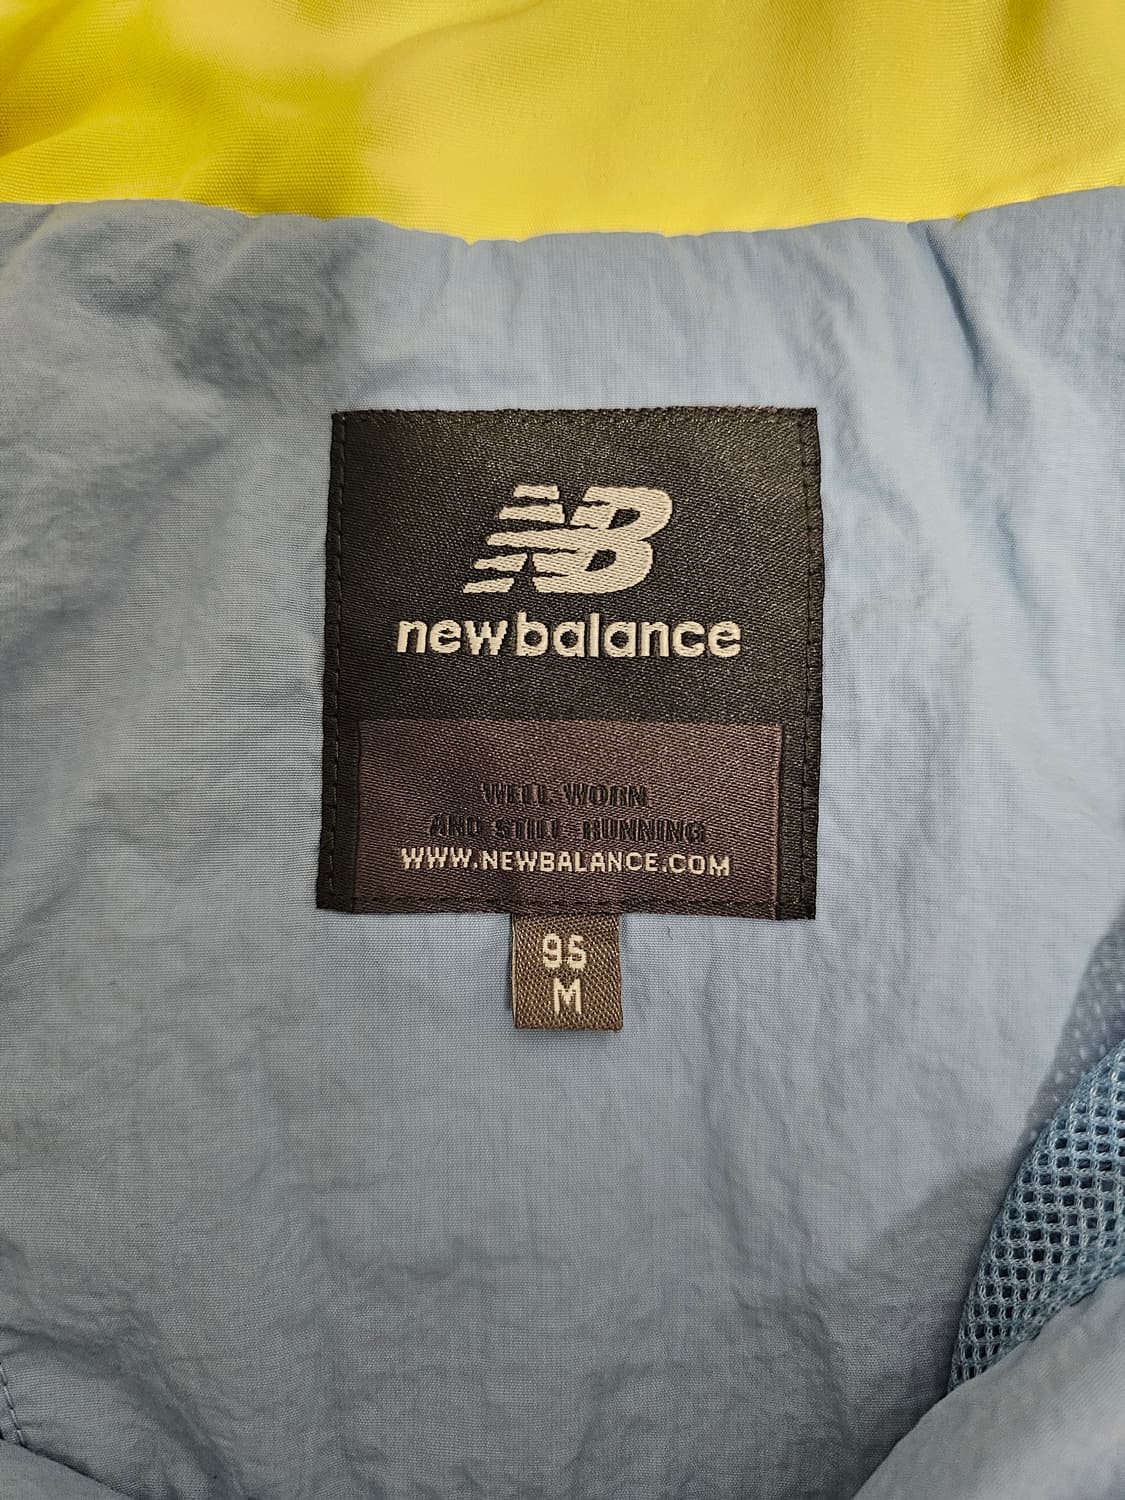 NB
new balance
WELL-WORN
AND STILL RUNNING
WWW.NEWBALANCE.COM
95
M